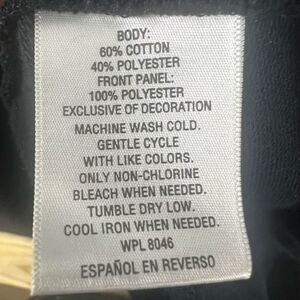 BODY:
60% COTTON
40% POLYESTER
FRONT PANEL:
100% POLYESTER
EXCLUSIVE OF DECORATION
MACHINE WASH COLD.
GENTLE CYCLE
WITH LIKE COLORS.
ONLY NON-CHLORINE
BLEACH WHEN NEEDED.
TUMBLE DRY LOW.
COOL IRON WHEN NEEDED.
WPL 8046
ESPAÑOL EN REVERSO